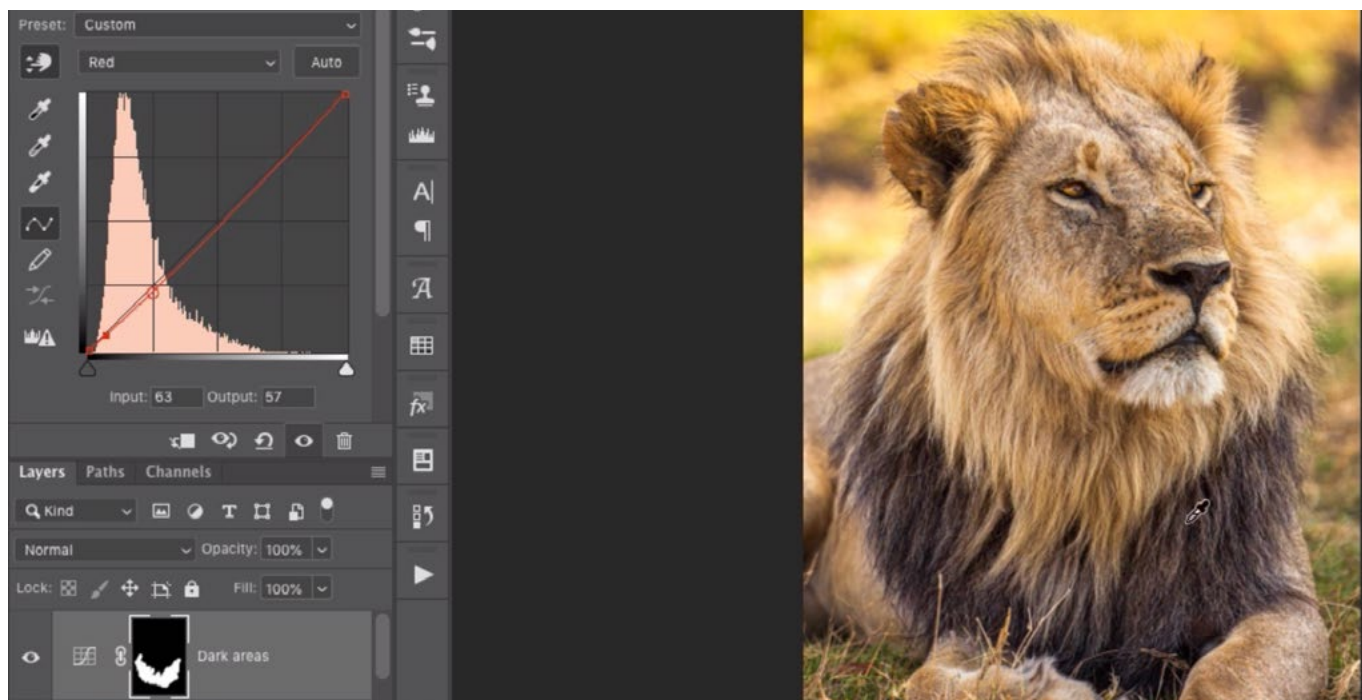 Preset: Custom
Red Auto
Input: 63 Output: 57
Layers Paths Channels
Kind
Normal Opacity: 100%
Lock: Fill: 100%
Dark areas